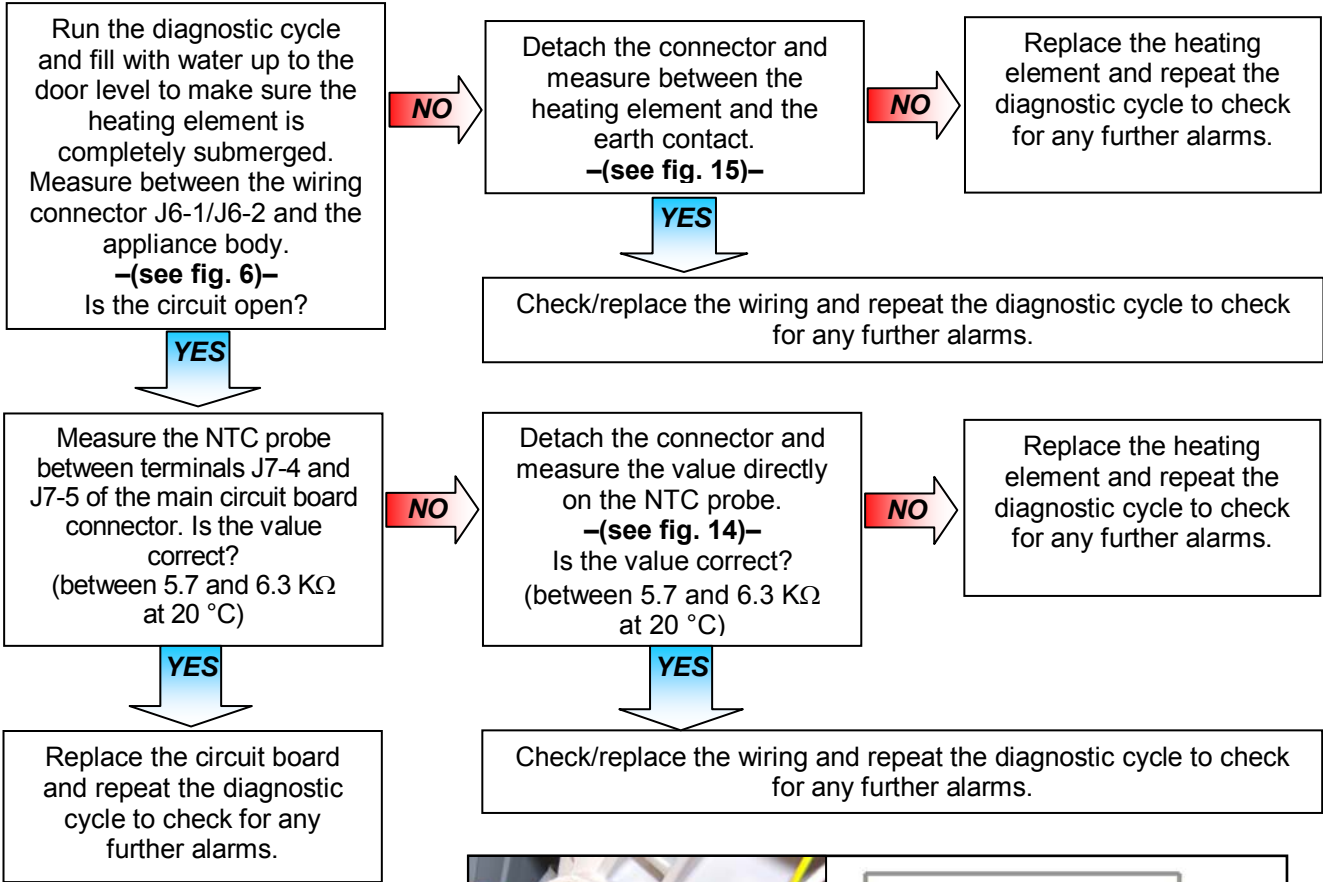 Run the diagnostic cycle
and fill with water up to the
door level to make sure the
heating element is
completely submerged.
Measure between the wiring
connector J6-1/J6-2 and the
appliance body.
–(see fig. 6)–
Is the circuit open?
NO
Detach the connector and
measure between the
heating element and the
earth contact.
–(see fig. 15)–
NO
Replace the heating
element and repeat the
diagnostic cycle to check
for any further alarms.
YES
Check/replace the wiring and repeat the diagnostic cycle to check
for any further alarms.
YES
Measure the NTC probe
between terminals J7-4 and
J7-5 of the main circuit board
connector. Is the value
correct?
(between 5.7 and 6.3 KΩ
at 20 °C)
NO
Detach the connector and
measure the value directly
on the NTC probe.
–(see fig. 14)–
Is the value correct?
(between 5.7 and 6.3 KΩ
at 20 °C)
NO
Replace the heating
element and repeat the
diagnostic cycle to check
for any further alarms.
YES
YES
Replace the circuit board
and repeat the diagnostic
cycle to check for any
further alarms.
Check/replace the wiring and repeat the diagnostic cycle to check
for any further alarms.